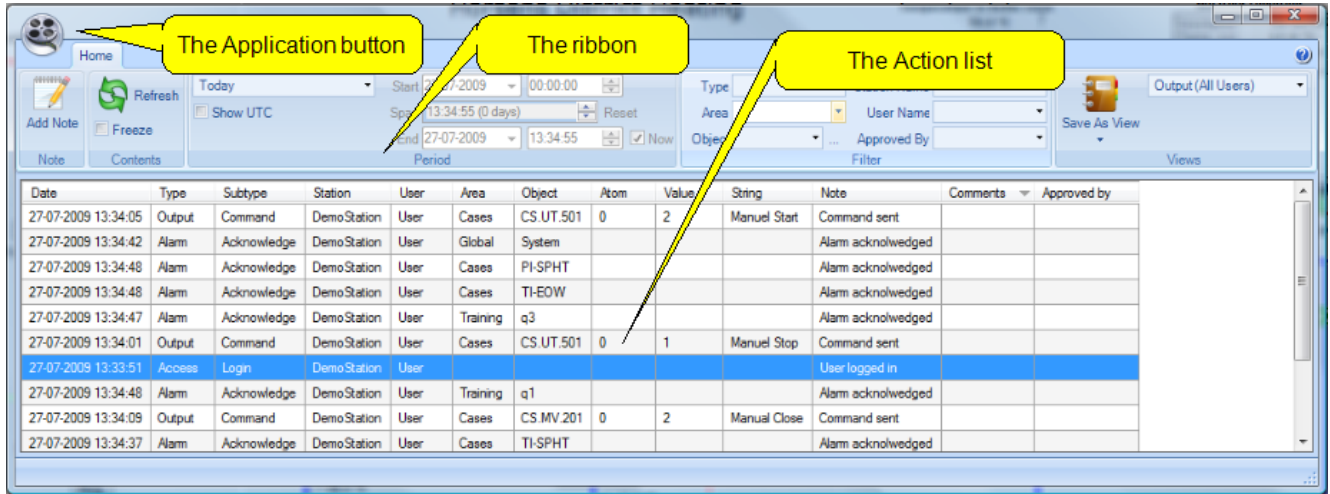 The Application button
The ribbon
The Action list
Home
Add Note
Refresh
Freeze
Today
Show UTC
Start 27-07-2009 00:00:00
13:34:55 (0 days) Reset
End 27-07-2009 13:34:55 Now
Type
Area User Name
Object ... Approved By
Save As View
Output (All Users)
Note Contents Period Filter Views
Date Type Subtype Station User Area Object Atom Value String Note Comments Approved by
27-07-2009 13:34:05 Output Command DemoStation User Cases CS.UT.501 0 2 Manuel Start Command sent
27-07-2009 13:34:42 Alarm Acknowledge DemoStation User Global System Alarm acknolwedged
27-07-2009 13:34:48 Alarm Acknowledge DemoStation User Cases PI-SPHT Alarm acknolwedged
27-07-2009 13:34:48 Alarm Acknowledge DemoStation User Cases TI-EOW Alarm acknolwedged
27-07-2009 13:34:47 Alarm Acknowledge DemoStation User Training q3 Alarm acknolwedged
27-07-2009 13:34:01 Output Command DemoStation User Cases CS.UT.501 0 1 Manuel Stop Command sent
27-07-2009 13:33:51 Access Login DemoStation User User logged in
27-07-2009 13:34:48 Alarm Acknowledge DemoStation User Training q1 Alarm acknolwedged
27-07-2009 13:34:09 Output Command DemoStation User Cases CS.MV.201 0 2 Manual Close Command sent
27-07-2009 13:34:37 Alarm Acknowledge DemoStation User Cases TI-SPHT Alarm acknolwedged